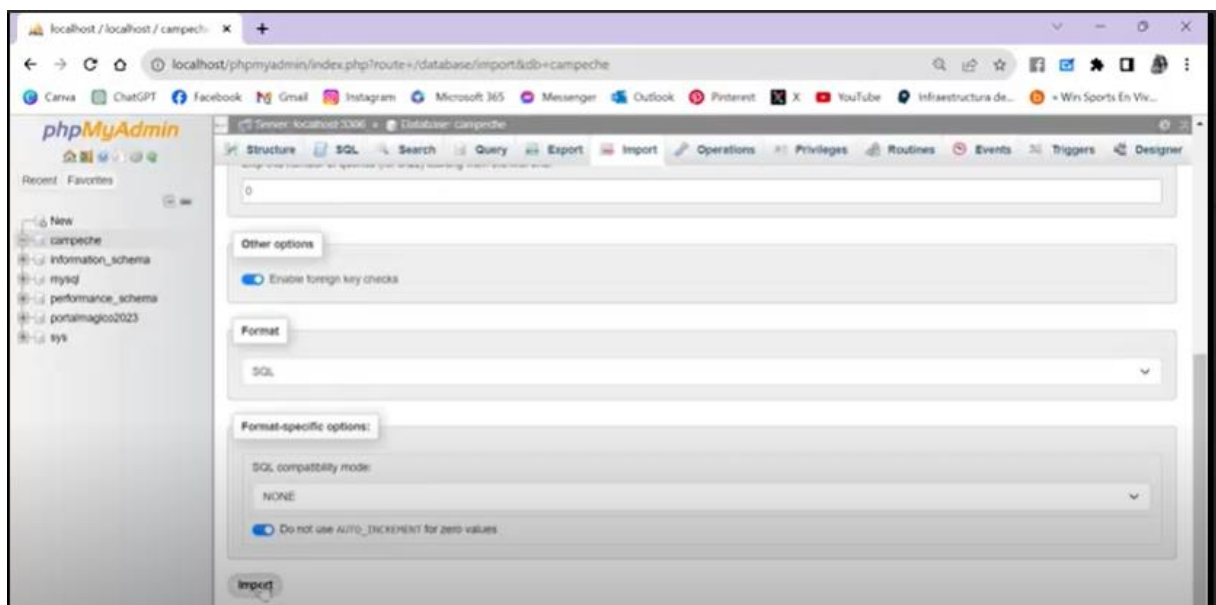 localhost / localhost / campech
localhost/phpmyadmin/index.php?route=/database/import&db=campeche
Canva ChatGPT Facebook Gmail Instagram Microsoft 365 Messenger Outlook Pinterest X YouTube Infraestructura de... + Win Sports En Viv...
phpMyAdmin
Recent Favorites
New
campeche
information_schema
mysql
performance_schema
portalmagico2023
sys
Server: localhost:3306 » Database: campeche
Structure SQL Search Query Export Import Operations Privileges Routines Events Triggers Designer
0
Other options
Enable foreign key checks
Format
SQL
Format-specific options:
SQL compatibility mode:
NONE
Do not use AUTO_INCREMENT for zero values
Import